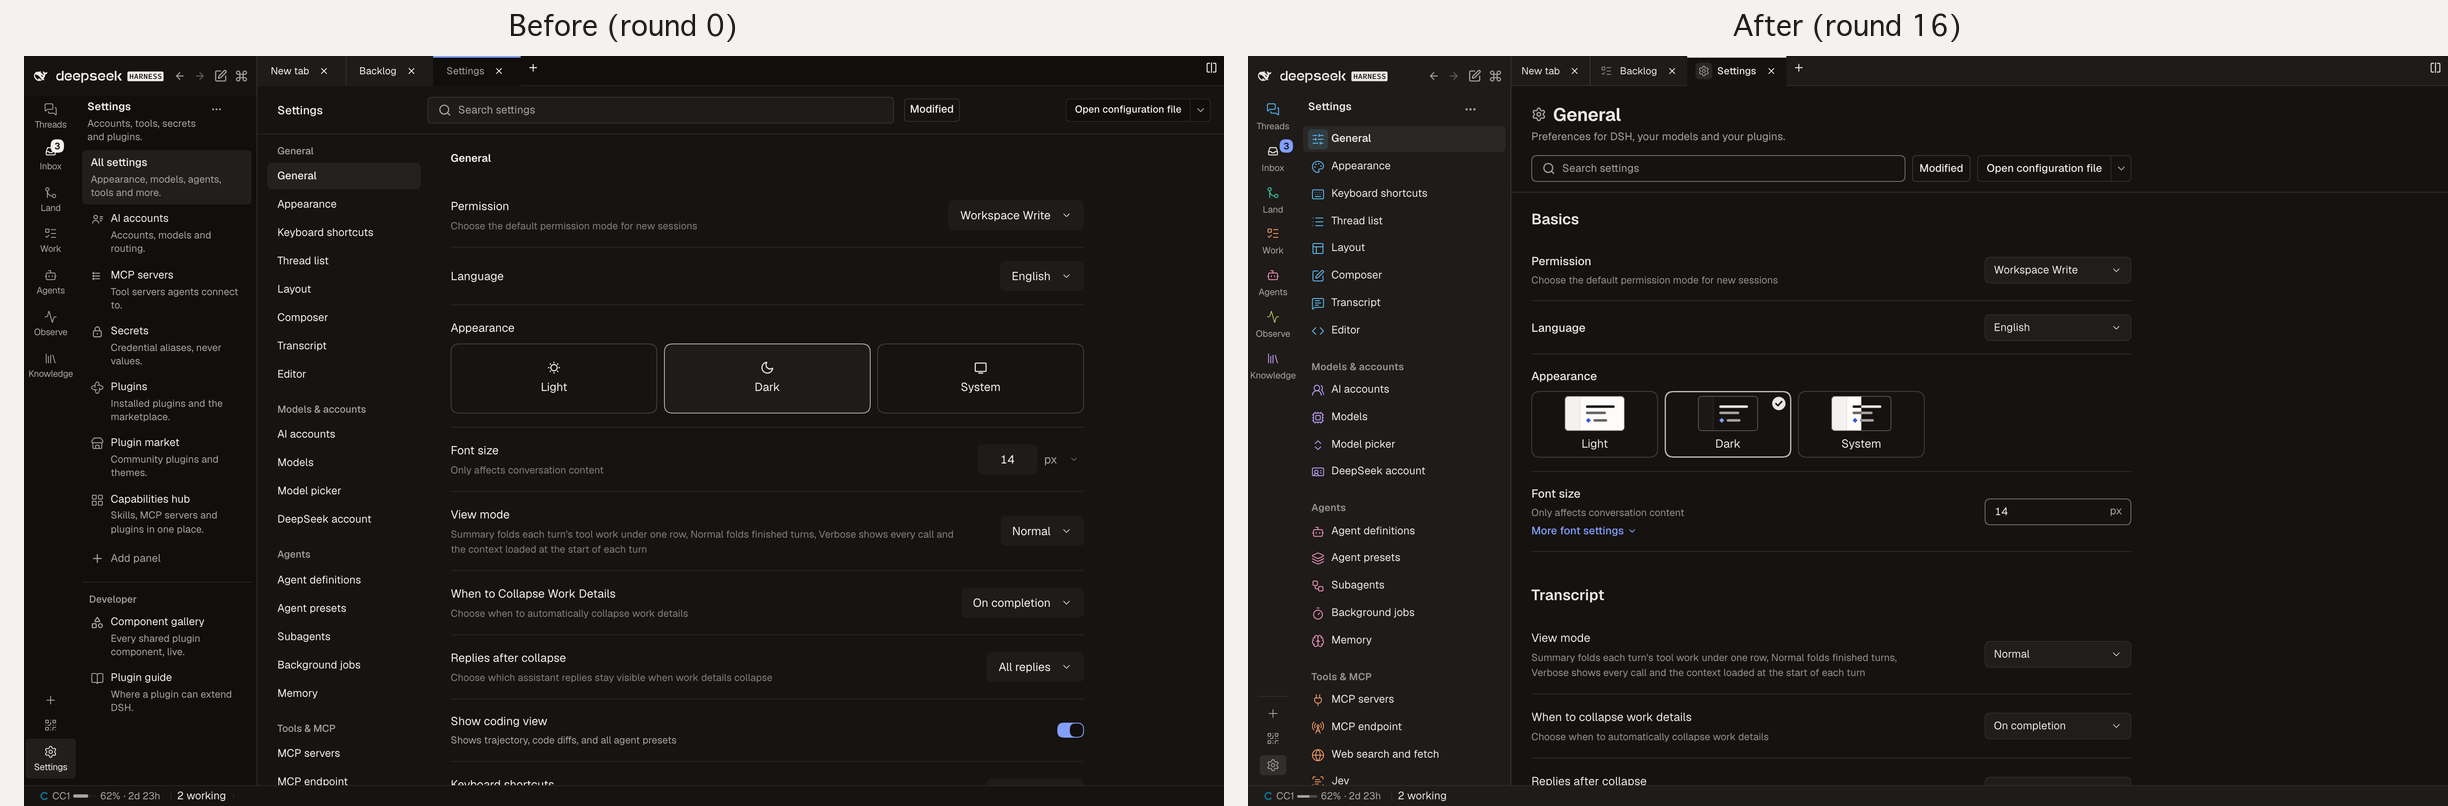 Before (round 0)
deepseek HARNESS
New tab
Backlog
Settings
Threads
3
Inbox
Land
Work
Agents
Observe
Knowledge
Settings
Settings
Accounts, tools, secrets
and plugins.
All settings
Appearance, models, agents,
tools and more.
AI accounts
Accounts, models and
routing.
MCP servers
Tool servers agents connect
to.
Secrets
Credential aliases, never
values.
Plugins
Installed plugins and the
marketplace.
Plugin market
Community plugins and
themes.
Capabilities hub
Skills, MCP servers and
plugins in one place.
Add panel
Developer
Component gallery
Every shared plugin
component, live.
Plugin guide
Where a plugin can extend
DSH.
Settings
Search settings
Modified
Open configuration file
General
General
Appearance
Keyboard shortcuts
Thread list
Layout
Composer
Transcript
Editor
Models & accounts
AI accounts
Models
Model picker
DeepSeek account
Agents
Agent definitions
Agent presets
Subagents
Background jobs
Memory
Tools & MCP
MCP servers
MCP endpoint
General
Permission
Choose the default permission mode for new sessions
Workspace Write
Language
English
Appearance
Light
Dark
System
Font size
Only affects conversation content
14 px
View mode
Summary folds each turn's tool work under one row, Normal folds finished turns, Verbose shows every call and
the context loaded at the start of each turn
Normal
When to Collapse Work Details
Choose when to automatically collapse work details
On completion
Replies after collapse
Choose which assistant replies stay visible when work details collapse
All replies
Show coding view
Shows trajectory, code diffs, and all agent presets
Keyboard shortcuts
CC1 62% · 2d 23h
2 working
After (round 16)
deepseek HARNESS
New tab
Backlog
Settings
Threads
3
Inbox
Land
Work
Agents
Observe
Knowledge
Settings
General
Appearance
Keyboard shortcuts
Thread list
Layout
Composer
Transcript
Editor
Models & accounts
AI accounts
Models
Model picker
DeepSeek account
Agents
Agent definitions
Agent presets
Subagents
Background jobs
Memory
Tools & MCP
MCP servers
MCP endpoint
Web search and fetch
Jev
General
Preferences for DSH, your models and your plugins.
Search settings
Modified
Open configuration file
Basics
Permission
Choose the default permission mode for new sessions
Workspace Write
Language
English
Appearance
Light
Dark
System
Font size
Only affects conversation content
More font settings
14 px
Transcript
View mode
Summary folds each turn's tool work under one row, Normal folds finished turns,
Verbose shows every call and the context loaded at the start of each turn
Normal
When to collapse work details
Choose when to automatically collapse work details
On completion
Replies after collapse
CC1 62% · 2d 23h
2 working